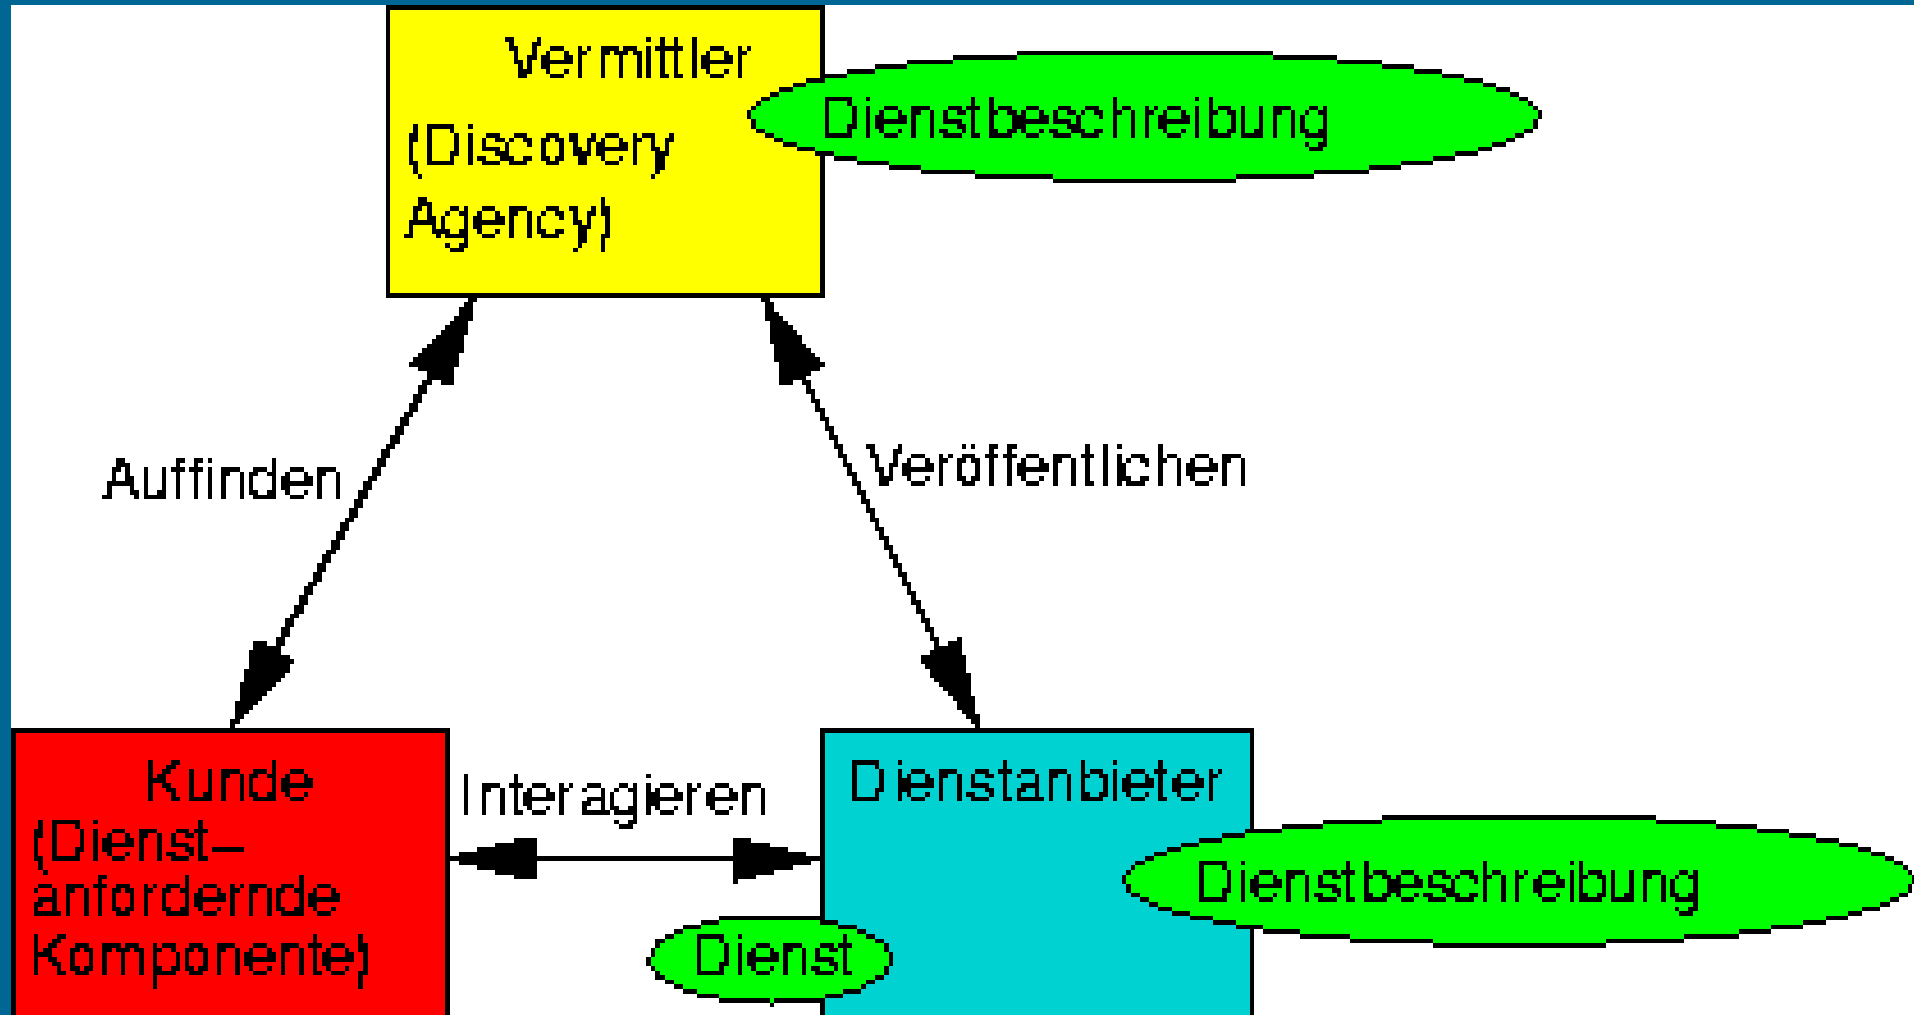 Vermittler
(Discovery
Agency)
Dienstbeschreibung
Auffinden
Veröffentlichen
Kunde
(Dienst–
anfordernde
Komponente)
Interagieren
Dienstanbieter
Dienstbeschreibung
Dienst